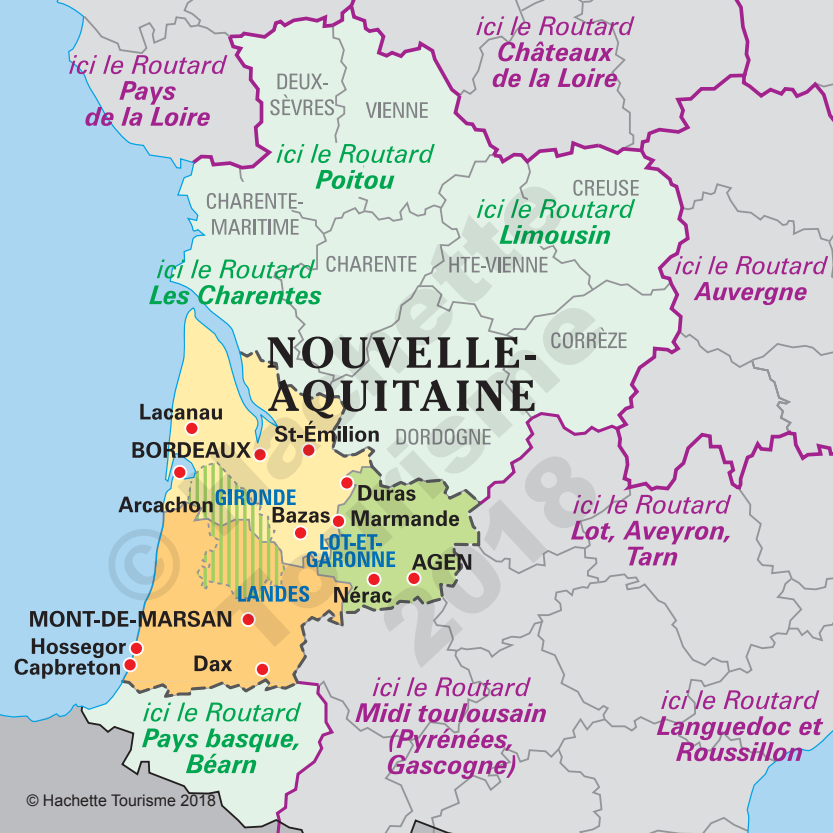 ici le Routard
Pays
de la Loire
ici le Routard
Châteaux
de la Loire
DEUX-
SÈVRES
VIENNE
ici le Routard
Poitou
CHARENTE-
MARITIME
CREUSE
ici le Routard
Limousin
CHARENTE
HTE-VIENNE
ici le Routard
Les Charentes
ici le Routard
Auvergne
CORRÈZE
NOUVELLE-
AQUITAINE
Lacanau
BORDEAUX
St-Émilion
DORDOGNE
Arcachon
GIRONDE
Duras
Bazas
Marmande
LOT-ET-
GARONNE
AGEN
Nérac
LANDES
ici le Routard
Lot, Aveyron,
Tarn
MONT-DE-MARSAN
Hossegor
Capbreton
Dax
ici le Routard
Pays basque,
Béarn
ici le Routard
Midi toulousain
(Pyrénées,
Gascogne)
ici le Routard
Languedoc et
Roussillon
© Hachette Tourisme 2018
© Hachette
Tourisme
2018